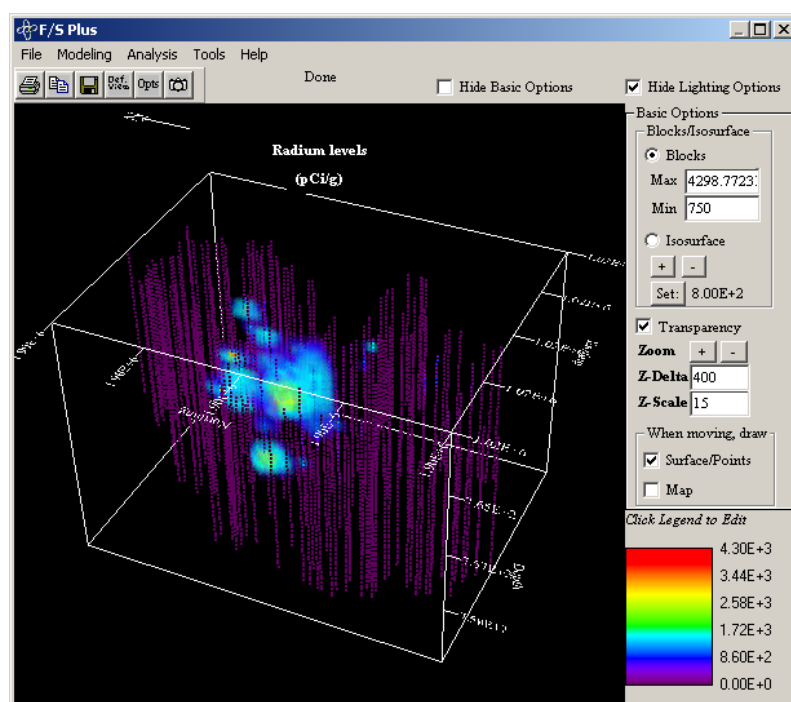 F/S Plus
File Modeling Analysis Tools Help
Def. View Opts
Done
Hide Basic Options
Hide Lighting Options
Radium levels
(pCi/g)
Depth
Basic Options
Blocks/Isosurface
Blocks
Max 4298.7723
Min 750
Isosurface
+ -
Set: 8.00E+2
Transparency
Zoom + -
Z-Delta 400
Z-Scale 15
When moving, draw
Surface/Points
Map
Click Legend to Edit
4.30E+3
3.44E+3
2.58E+3
1.72E+3
8.60E+2
0.00E+0